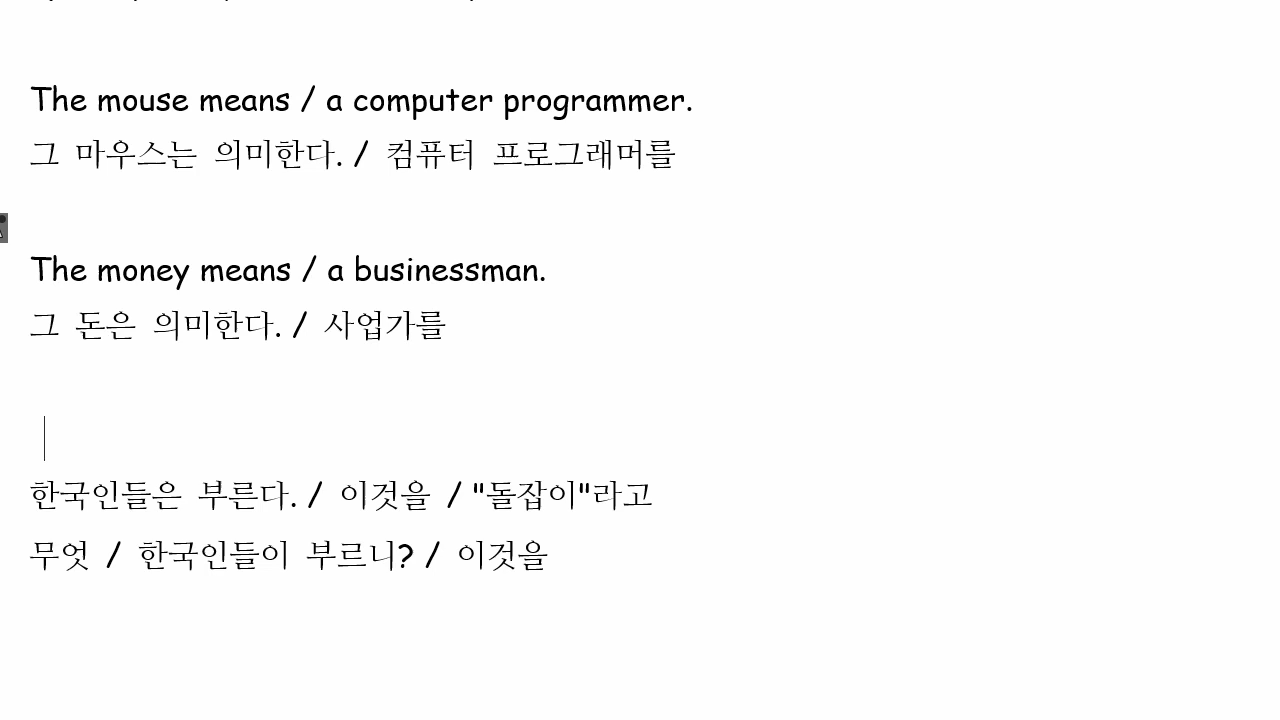 The mouse means / a computer programmer.
그 마우스는 의미한다. / 컴퓨터 프로그래머를
The money means / a businessman.
그 돈은 의미한다. / 사업가를
한국인들은 부른다. / 이것을 / "돌잡이"라고
무엇 / 한국인들이 부르니? / 이것을